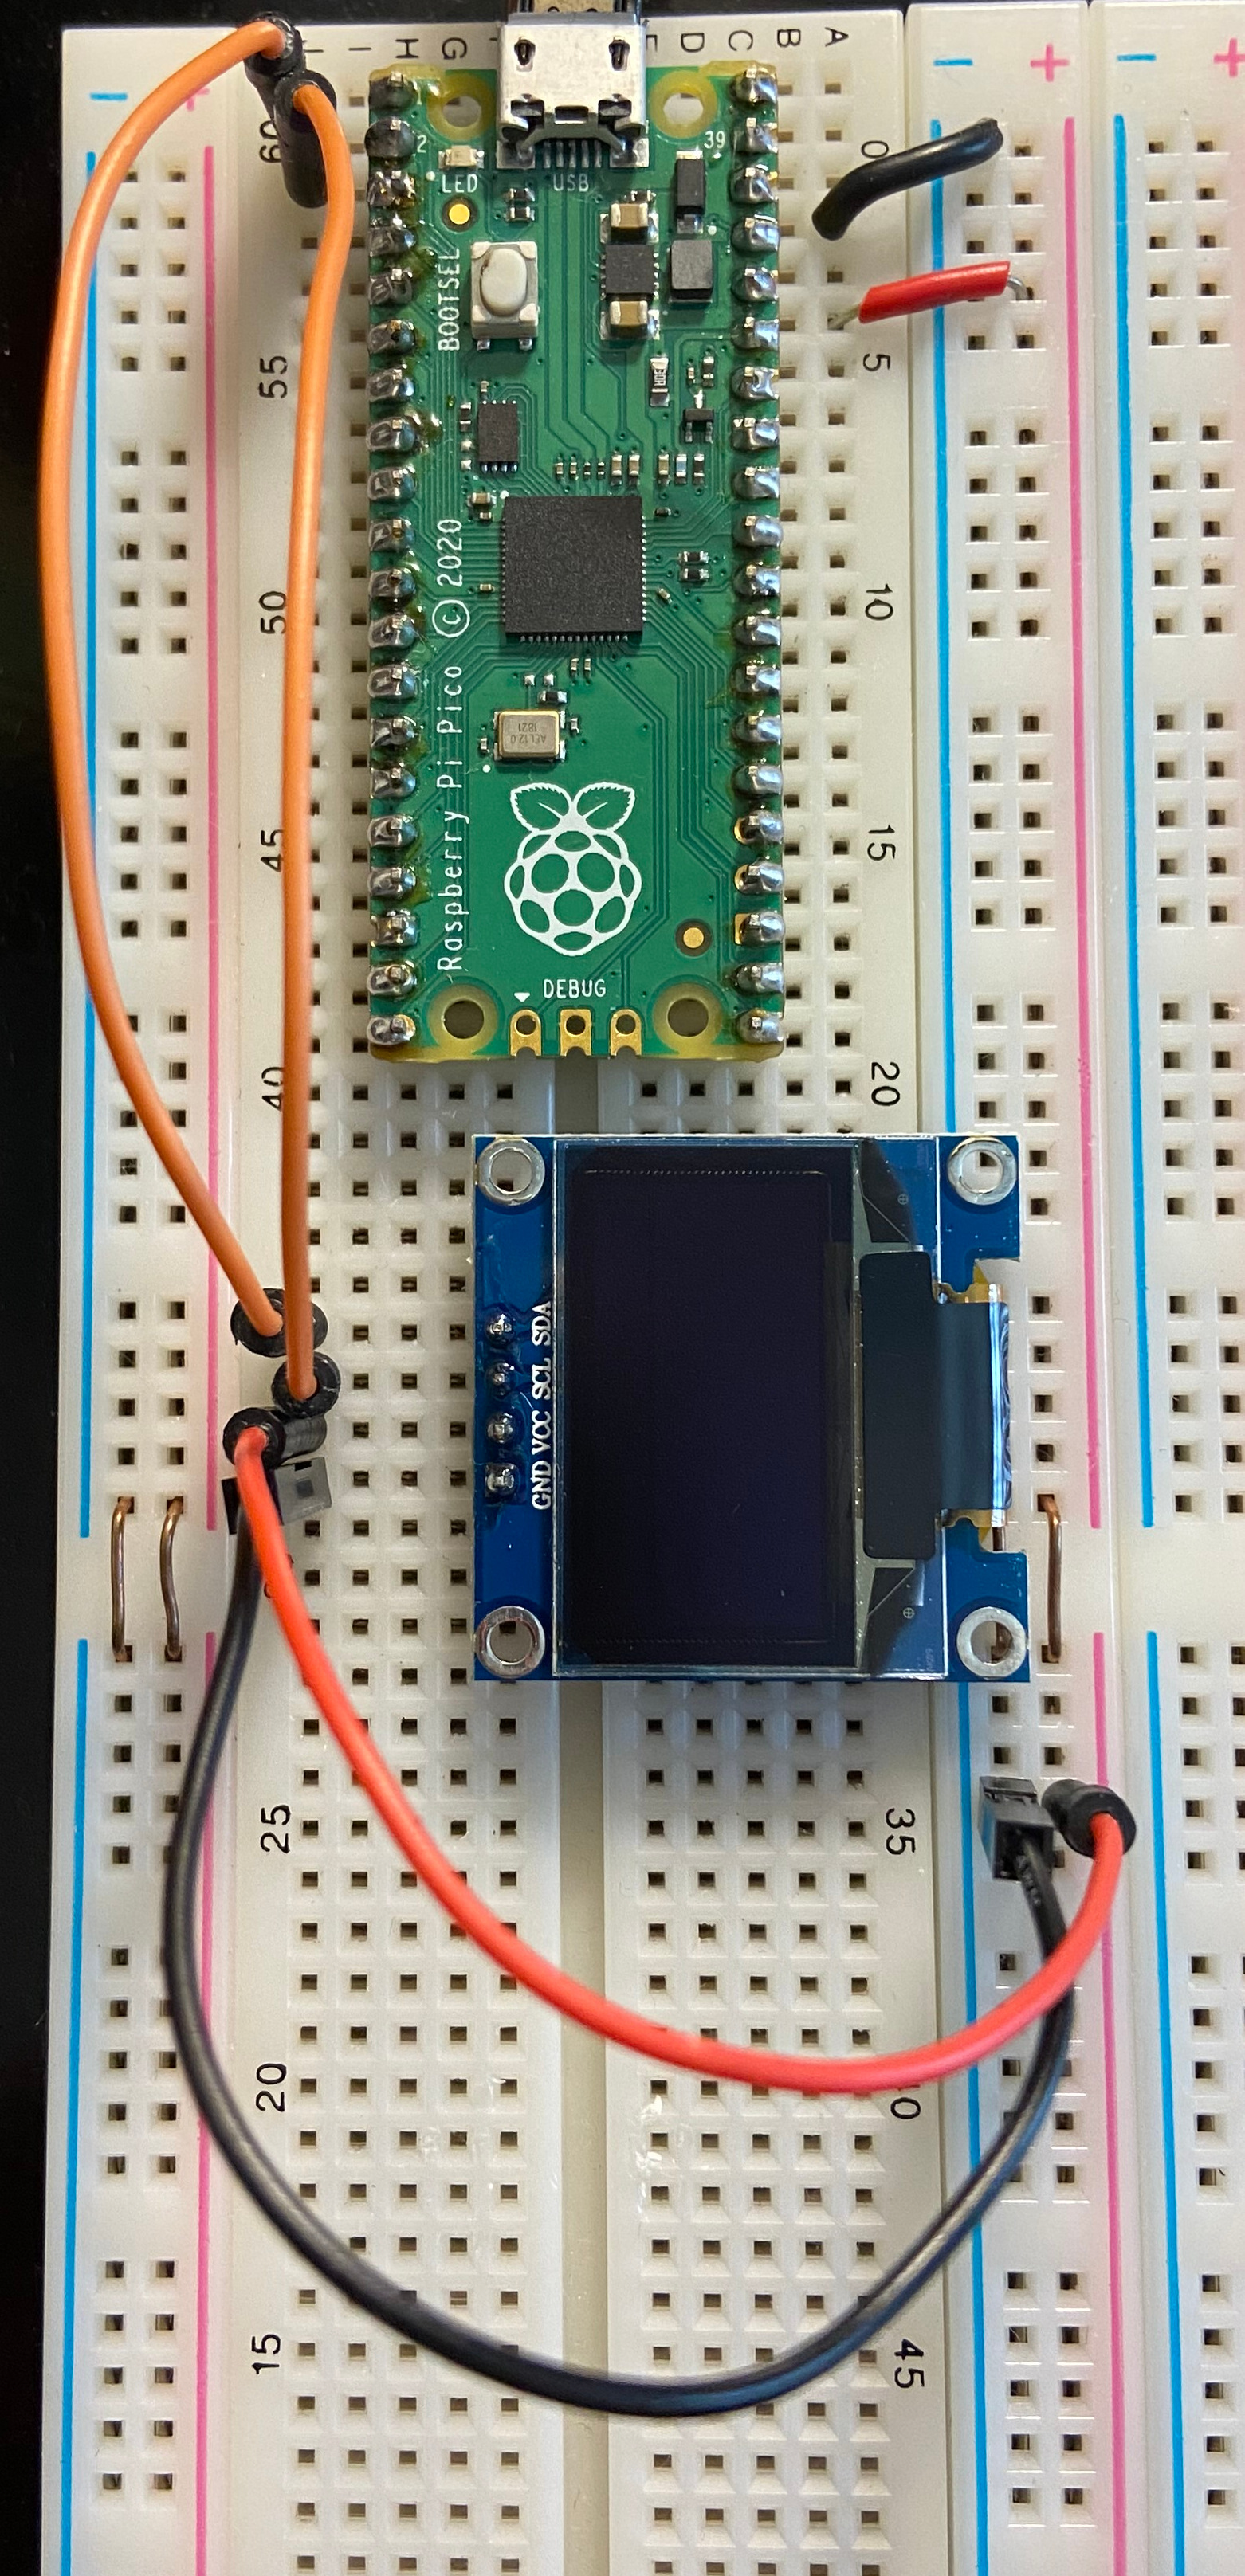 I H G F D C B A
- + - + - +
60 2 39 0
LED USB
BOOTSEL
55 5
Raspberry Pi Pico © 2020
50 10
45 15
DEBUG
40 20
GND VCC SCL SDA
25 35
20
15 45